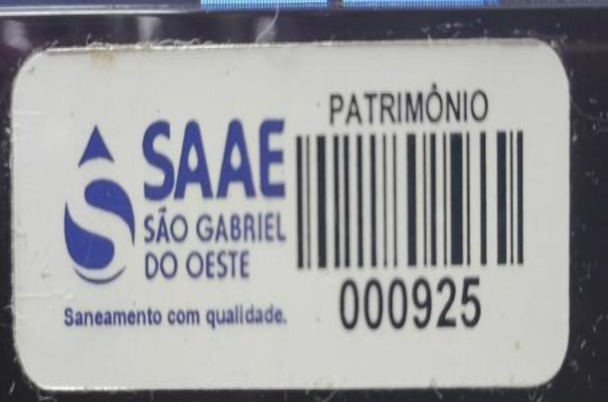 SAAE
SÃO GABRIEL
DO OESTE
Saneamento com qualidade.
PATRIMÔNIO
000925